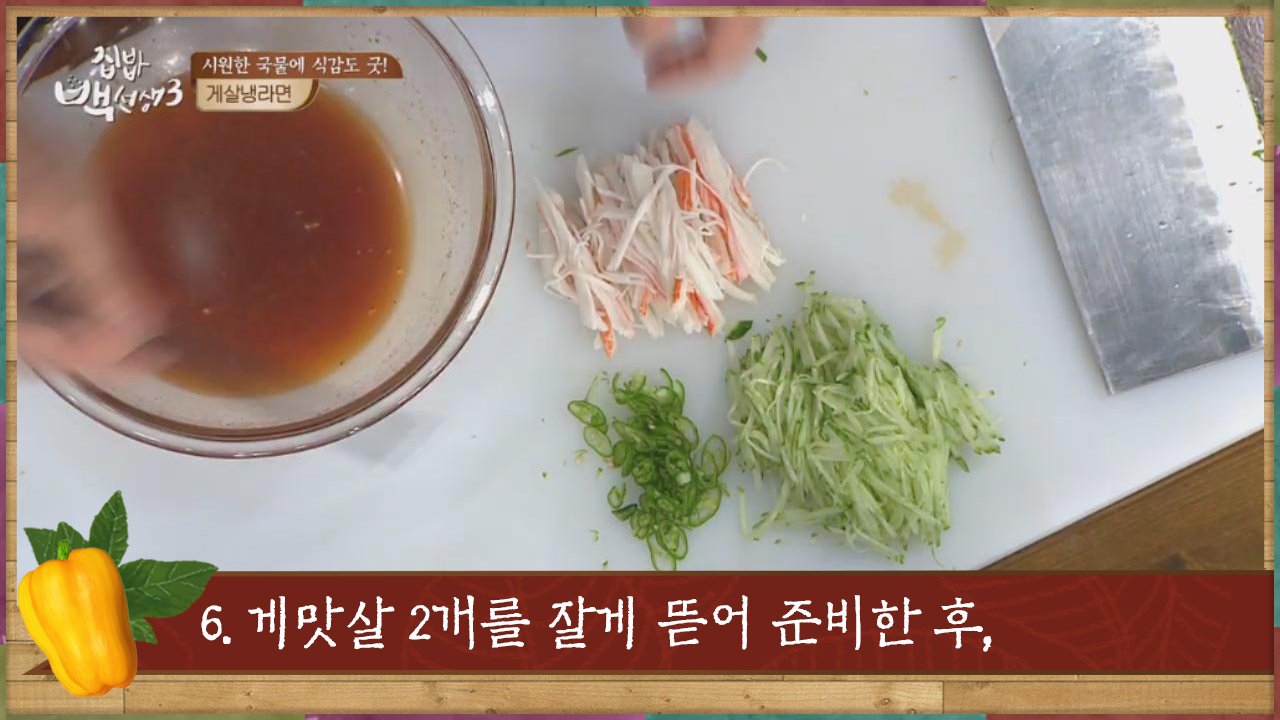 집밥
백선생3
시원한 국물에 식감도 굿!
게살냉라면
6. 게맛살 2개를 잘게 뜯어 준비한 후,